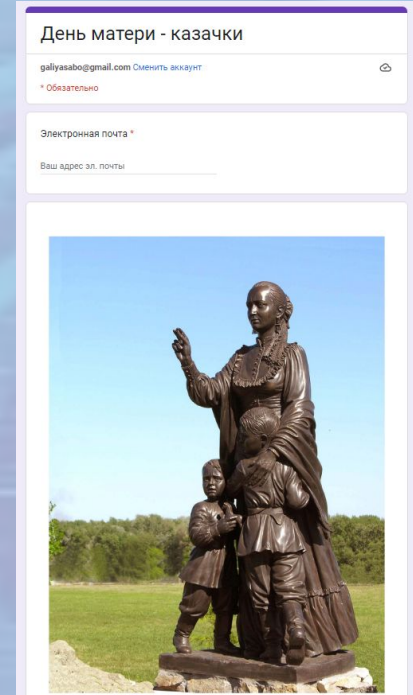 День матери - казачки
galiyasabo@gmail.com Сменить аккаунт
* Обязательно
Электронная почта *
Ваш адрес эл. почты